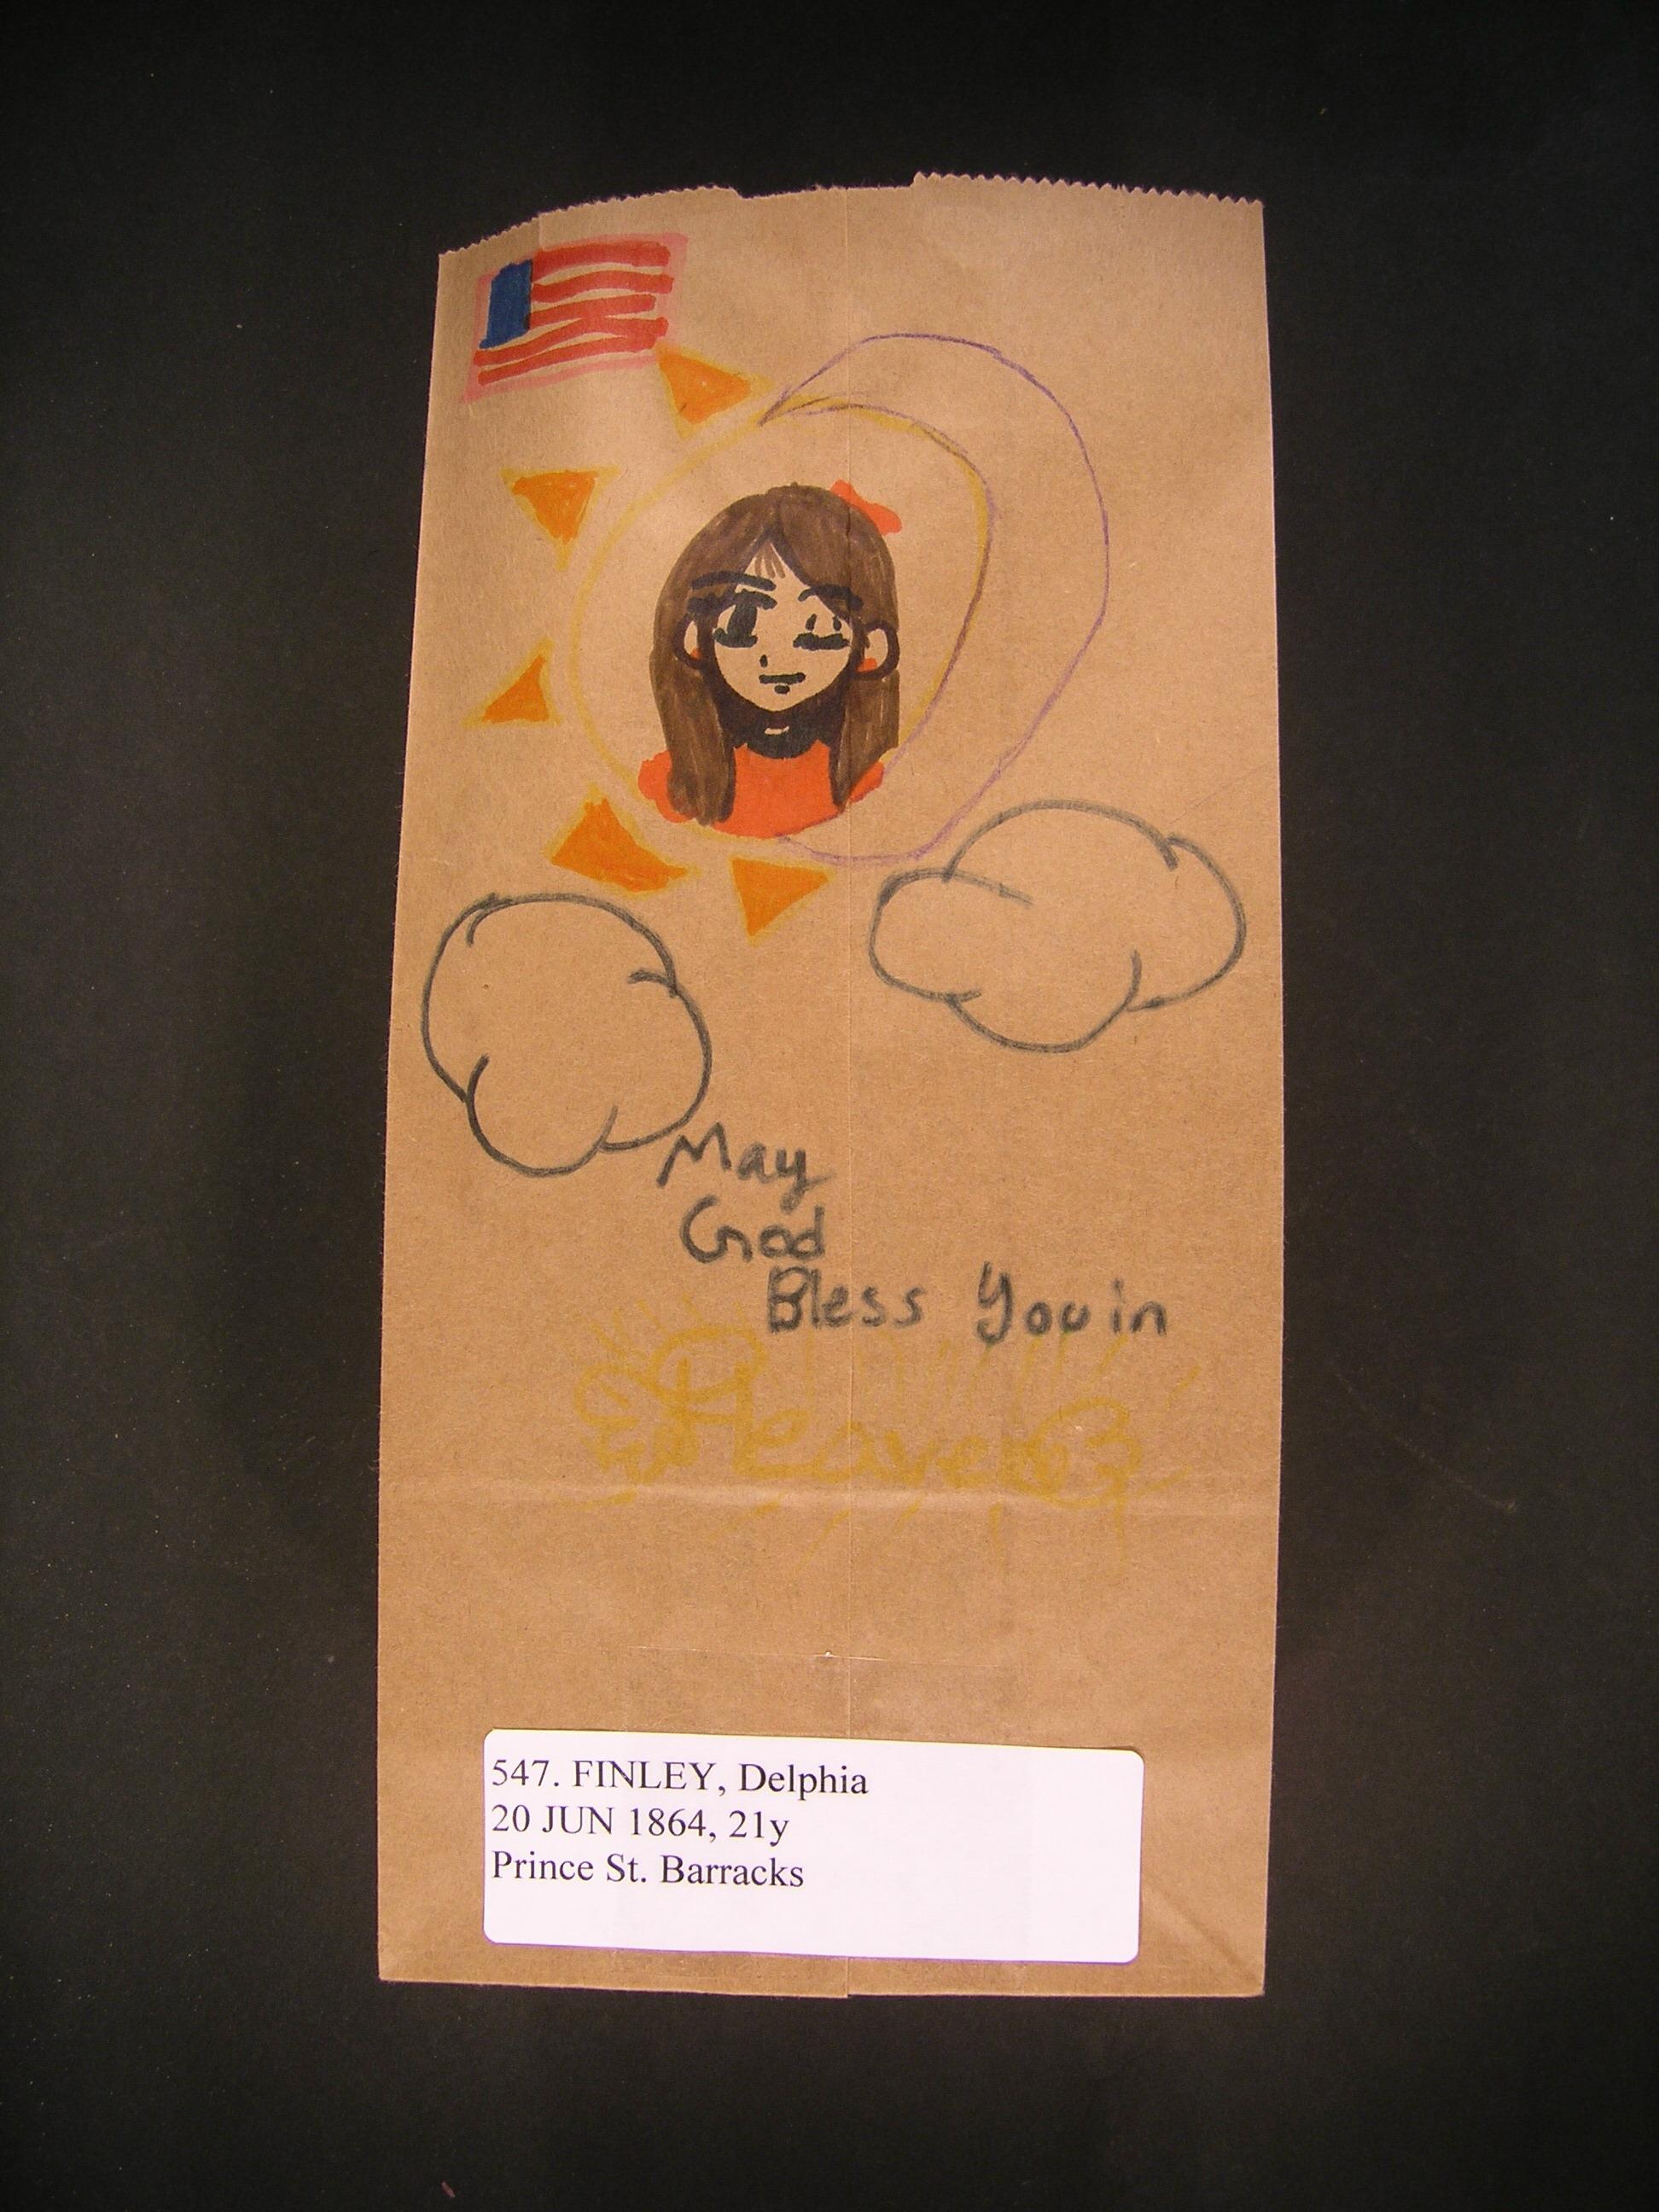 May
God
Bless You in
Heaven
547. FINLEY, Delphia
20 JUN 1864, 21y
Prince St. Barracks